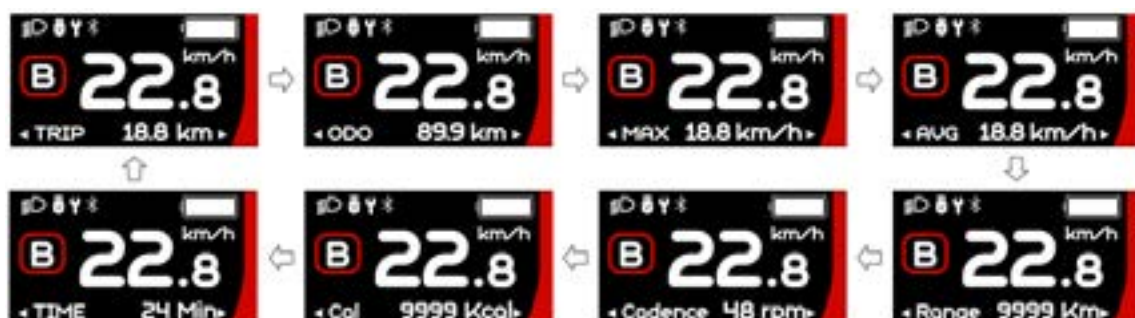 km/h
B 22.8
TRIP 18.8 km
km/h
B 22.8
ODO 89.9 km
km/h
B 22.8
MAX 18.8 km/h
km/h
B 22.8
AVG 18.8 km/h
km/h
B 22.8
TIME 24 Min
km/h
B 22.8
Cal 9999 Kcal
km/h
B 22.8
Cadence 48 rpm
km/h
B 22.8
Range 9999 Km